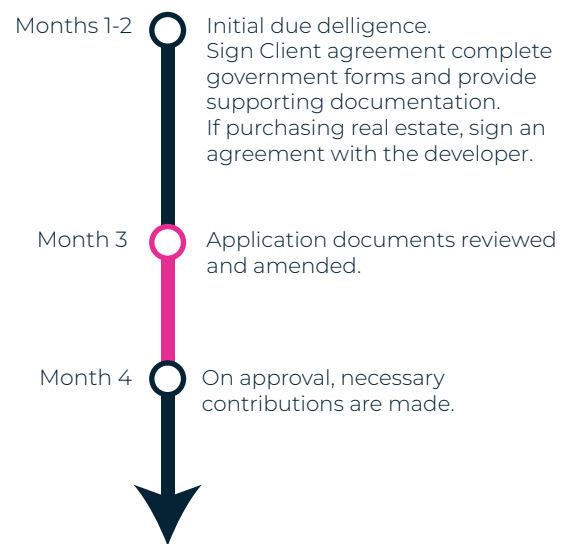 Months 1-2
Initial due delligence.
Sign Client agreement complete
government forms and provide
supporting documentation.
If purchasing real estate, sign an
agreement with the developer.
Month 3
Application documents reviewed
and amended.
Month 4
On approval, necessary
contributions are made.